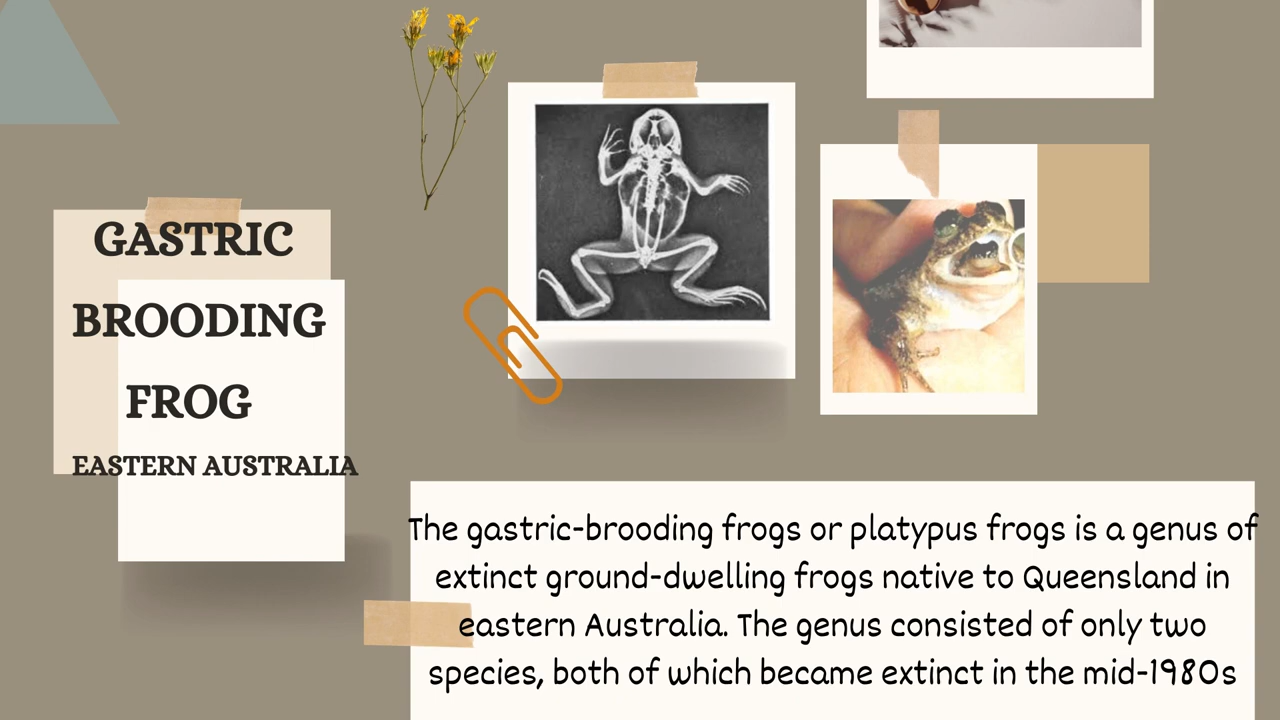 GASTRIC
BROODING
FROG
EASTERN AUSTRALIA
The gastric-brooding frogs or platypus frogs is a genus of
extinct ground-dwelling frogs native to Queensland in
eastern Australia. The genus consisted of only two
species, both of which became extinct in the mid-1980s